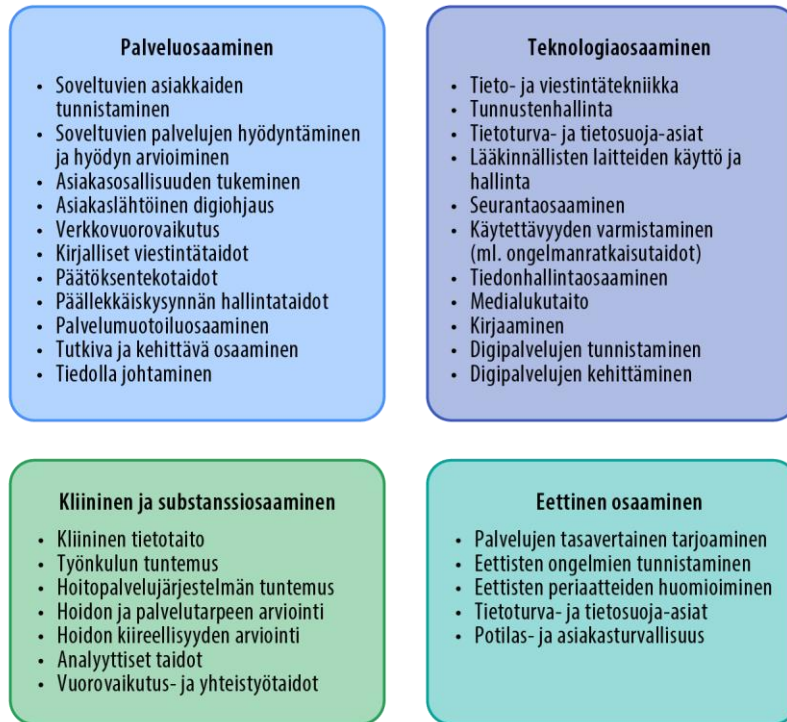 Palveluosaaminen
• Soveltuvien asiakkaiden
tunnistaminen
• Soveltuvien palvelujen hyödyntäminen
ja hyödyn arvioiminen
• Asiakasosallisuuden tukeminen
• Asiakaslähtöinen digiohjaus
• Verkkovuorovaikutus
• Kirjalliset viestintätaidot
• Päätöksentekotaidot
• Päällekkäiskysynnän hallintataidot
• Palvelumuotoiluosaaminen
• Tutkiva ja kehittävä osaaminen
• Tiedolla johtaminen
Teknologiaosaaminen
• Tieto- ja viestintätekniikka
• Tunnustenhallinta
• Tietoturva- ja tietosuoja-asiat
• Lääkinnällisten laitteiden käyttö ja
hallinta
• Seurantaosaaminen
• Käytettävyyden varmistaminen
(ml. ongelmanratkaisutaidot)
• Tiedonhallintaosaaminen
• Medialukutaito
• Kirjaaminen
• Digipalvelujen tunnistaminen
• Digipalvelujen kehittäminen
Kliininen ja substanssiosaaminen
• Kliininen tietotaito
• Työnkulun tuntemus
• Hoitopalvelujärjestelmän tuntemus
• Hoidon ja palvelutarpeen arviointi
• Hoidon kiireellisyyden arviointi
• Analyyttiset taidot
• Vuorovaikutus- ja yhteistyötaidot
Eettinen osaaminen
• Palvelujen tasavertainen tarjoaminen
• Eettisten ongelmien tunnistaminen
• Eettisten periaatteiden huomioiminen
• Tietoturva- ja tietosuoja-asiat
• Potilas- ja asiakasturvallisuus